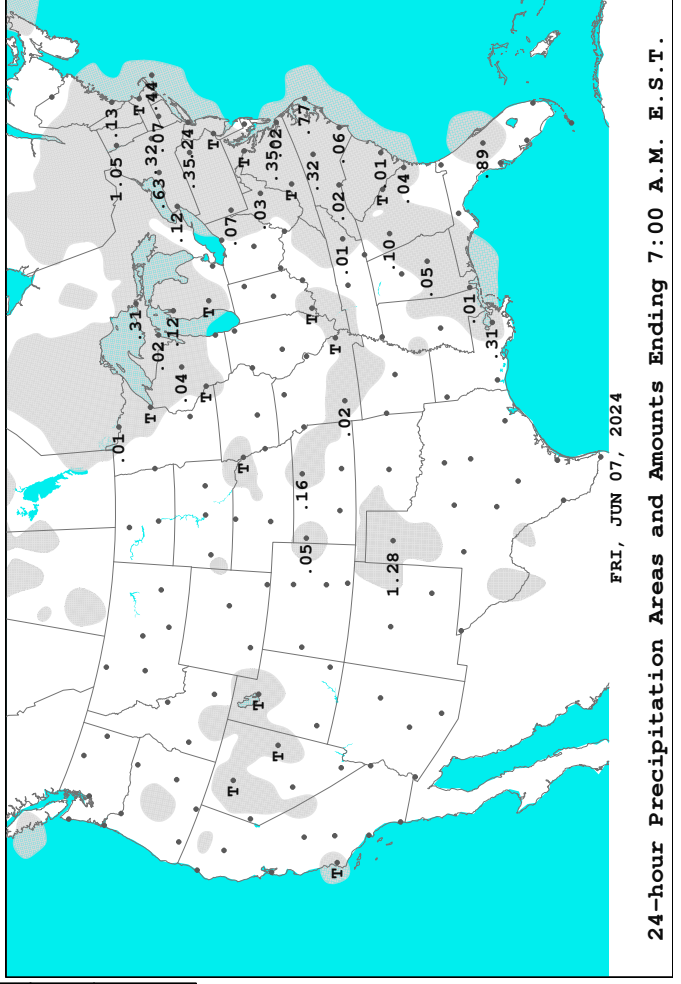 .01
1.05
.13
.31
T
T
.32
.44
.02
.63
.07
.12
.12
.04
.35
.24
T
T
T
.07
T
T
T
T
.03
.35
.02
T
T
.05
.16
T
.32
.77
T
T
.02
.01
.02
.06
T
.01
1.28
.10
.04
.05
.01
.89
.31
FRI, JUN 07, 2024
24-hour Precipitation Areas and Amounts Ending 7:00 A.M. E.S.T.